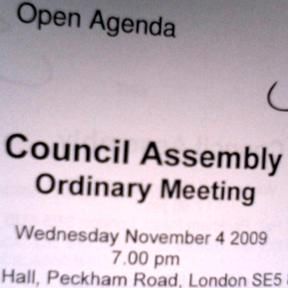 Open Agenda
Council Assembly
Ordinary Meeting
Wednesday November 4 2009
7.00 pm
Hall, Peckham Road, London SE5